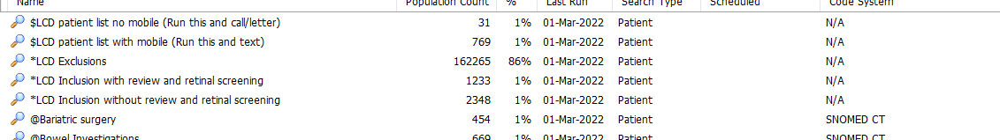 Name Population Count % Last Run Search Type Scheduled Code System
$LCD patient list no mobile (Run this and call/letter) 31 1% 01-Mar-2022 Patient N/A
$LCD patient list with mobile (Run this and text) 769 1% 01-Mar-2022 Patient N/A
*LCD Exclusions 162265 86% 01-Mar-2022 Patient N/A
*LCD Inclusion with review and retinal screening 1233 1% 01-Mar-2022 Patient N/A
*LCD Inclusion without review and retinal screening 2348 1% 01-Mar-2022 Patient N/A
@Bariatric surgery 454 1% 01-Mar-2022 Patient SNOMED CT
@Bowel Investigations 669 1% 01-Mar-2022 Patient SNOMED CT